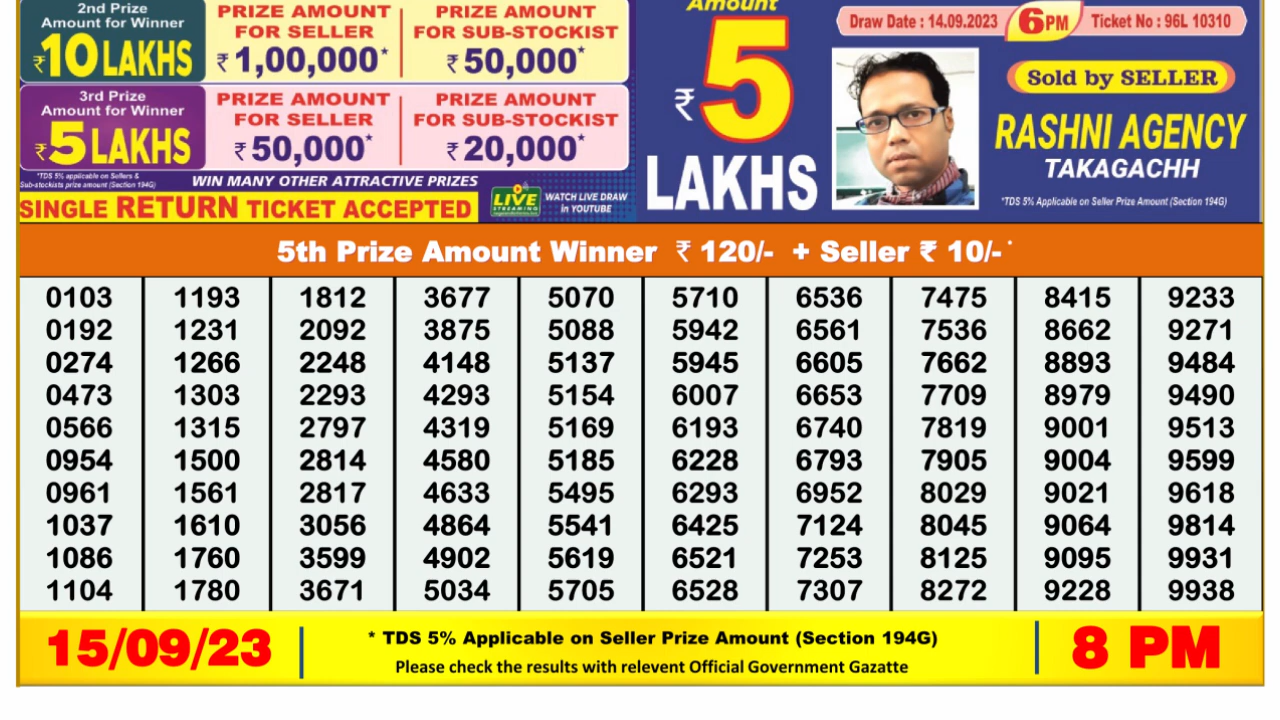 2nd Prize
Amount for Winner
₹10 LAKHS
PRIZE AMOUNT
FOR SELLER
₹1,00,000*
PRIZE AMOUNT
FOR SUB-STOCKIST
₹50,000*
3rd Prize
Amount for Winner
₹5 LAKHS
PRIZE AMOUNT
FOR SELLER
₹50,000*
PRIZE AMOUNT
FOR SUB-STOCKIST
₹20,000*
*TDS 5% applicable on Sellers &
Sub-stockists prize amount (Section 194G)
WIN MANY OTHER ATTRACTIVE PRIZES
SINGLE RETURN TICKET ACCEPTED
LIVE
STREAMING
WATCH LIVE DRAW
in YOUTUBE
Amount
₹5
LAKHS
Draw Date : 14.09.2023
6PM
Ticket No : 96L 10310
Sold by SELLER
RASHNI AGENCY
TAKAGACHH
*TDS 5% Applicable on Seller Prize Amount (Section 194G)
5th Prize Amount Winner ₹ 120/- + Seller ₹ 10/-*
0103 1193 1812 3677 5070 5710 6536 7475 8415 9233
0192 1231 2092 3875 5088 5942 6561 7536 8662 9271
0274 1266 2248 4148 5137 5945 6605 7662 8893 9484
0473 1303 2293 4293 5154 6007 6653 7709 8979 9490
0566 1315 2797 4319 5169 6193 6740 7819 9001 9513
0954 1500 2814 4580 5185 6228 6793 7905 9004 9599
0961 1561 2817 4633 5495 6293 6952 8029 9021 9618
1037 1610 3056 4864 5541 6425 7124 8045 9064 9814
1086 1760 3599 4902 5619 6521 7253 8125 9095 9931
1104 1780 3671 5034 5705 6528 7307 8272 9228 9938
15/09/23
* TDS 5% Applicable on Seller Prize Amount (Section 194G)
Please check the results with relevent Official Government Gazatte
8 PM